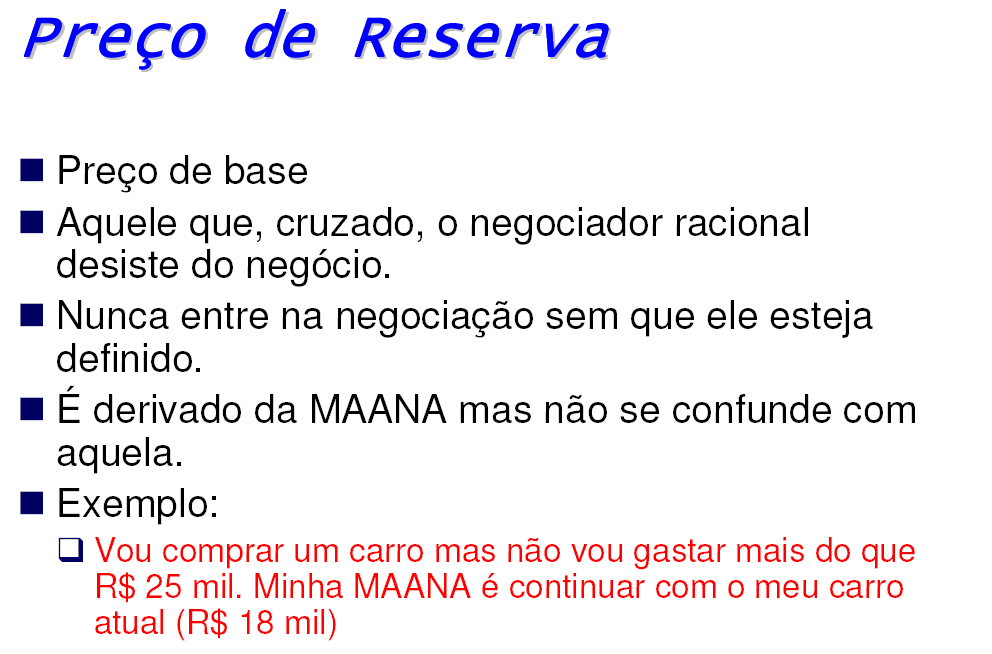 Preço de Reserva
Preço de base
Aquele que, cruzado, o negociador racional
desiste do negócio.
Nunca entre na negociação sem que ele esteja
definido.
É derivado da MAANA mas não se confunde com
aquela.
Exemplo:
Vou comprar um carro mas não vou gastar mais do que
R$ 25 mil. Minha MAANA é continuar com o meu carro
atual (R$ 18 mil)